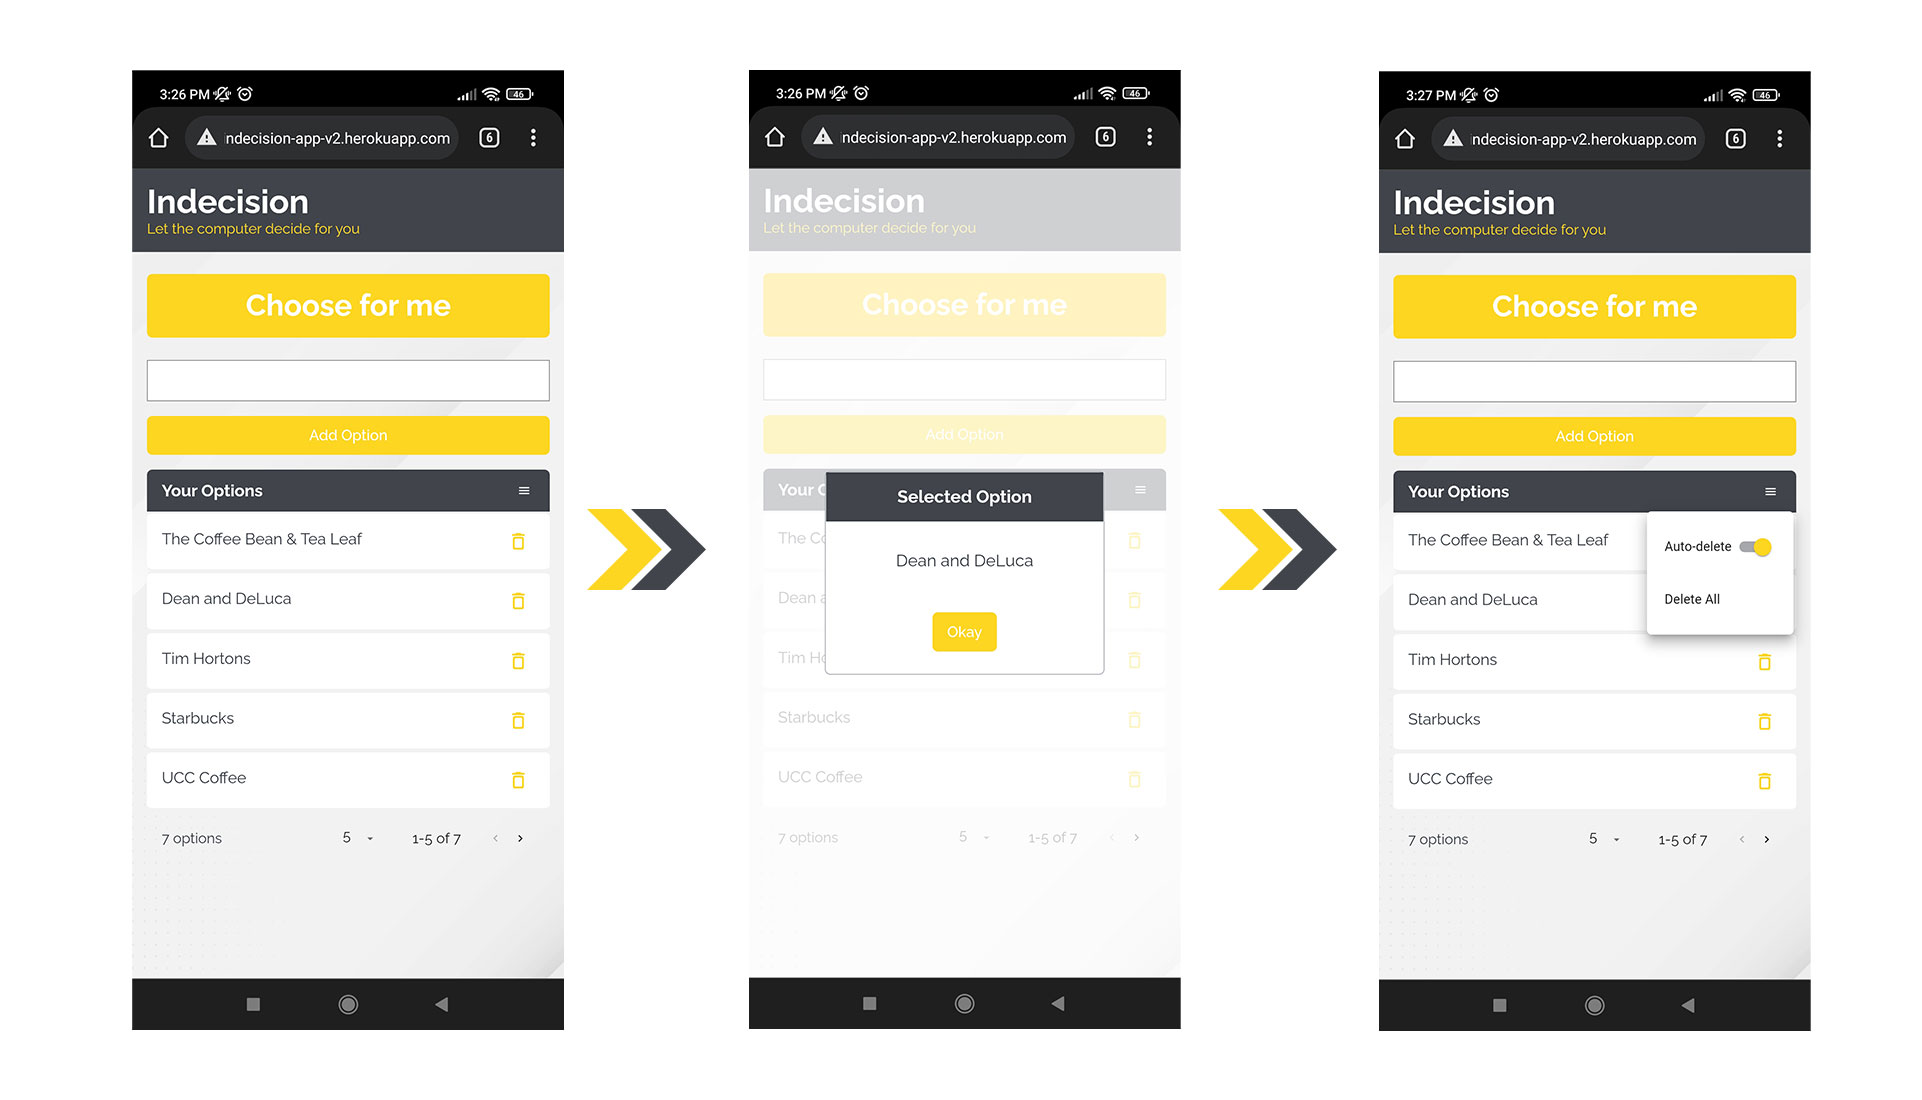 3:26 PM
46
ndecision-app-v2.herokuapp.com
6
Indecision
Let the computer decide for you
Choose for me
Add Option
Your Options
The Coffee Bean & Tea Leaf
Dean and DeLuca
Tim Hortons
Starbucks
UCC Coffee
7 options 5 1-5 of 7
3:26 PM
46
ndecision-app-v2.herokuapp.com
6
Indecision
Let the computer decide for you
Choose for me
Add Option
Your O
Selected Option
The Co
Dean and DeLuca
Dean a
Okay
Tim Ho
Starbucks
UCC Coffee
7 options 5 1-5 of 7
3:27 PM
46
ndecision-app-v2.herokuapp.com
6
Indecision
Let the computer decide for you
Choose for me
Add Option
Your Options
The Coffee Bean & Tea Leaf
Auto-delete
Dean and DeLuca
Delete All
Tim Hortons
Starbucks
UCC Coffee
7 options 5 1-5 of 7